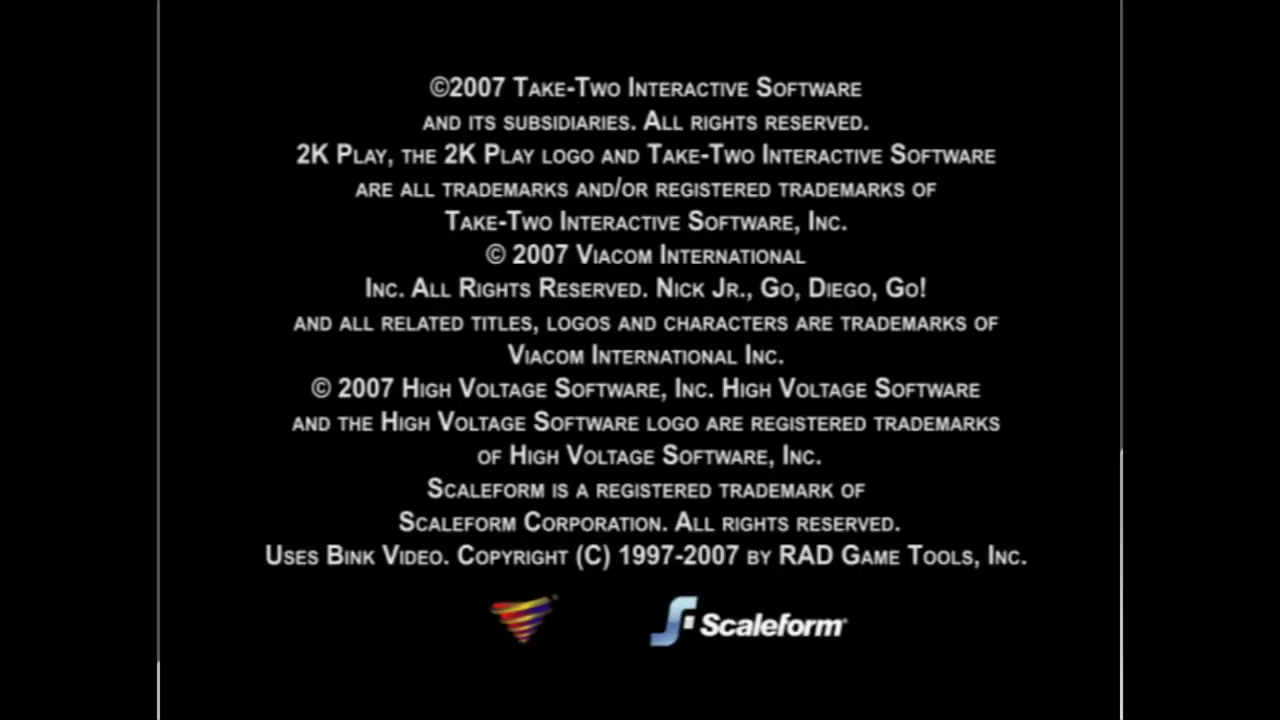 ©2007 Take-Two Interactive Software
and its subsidiaries. All rights reserved.
2K Play, the 2K Play logo and Take-Two Interactive Software
are all trademarks and/or registered trademarks of
Take-Two Interactive Software, Inc.
© 2007 Viacom International
Inc. All Rights Reserved. Nick Jr., Go, Diego, Go!
and all related titles, logos and characters are trademarks of
Viacom International Inc.
© 2007 High Voltage Software, Inc. High Voltage Software
and the High Voltage Software logo are registered trademarks
of High Voltage Software, Inc.
Scaleform is a registered trademark of
Scaleform Corporation. All rights reserved.
Uses Bink Video. Copyright (C) 1997-2007 by RAD Game Tools, Inc.
Scaleform